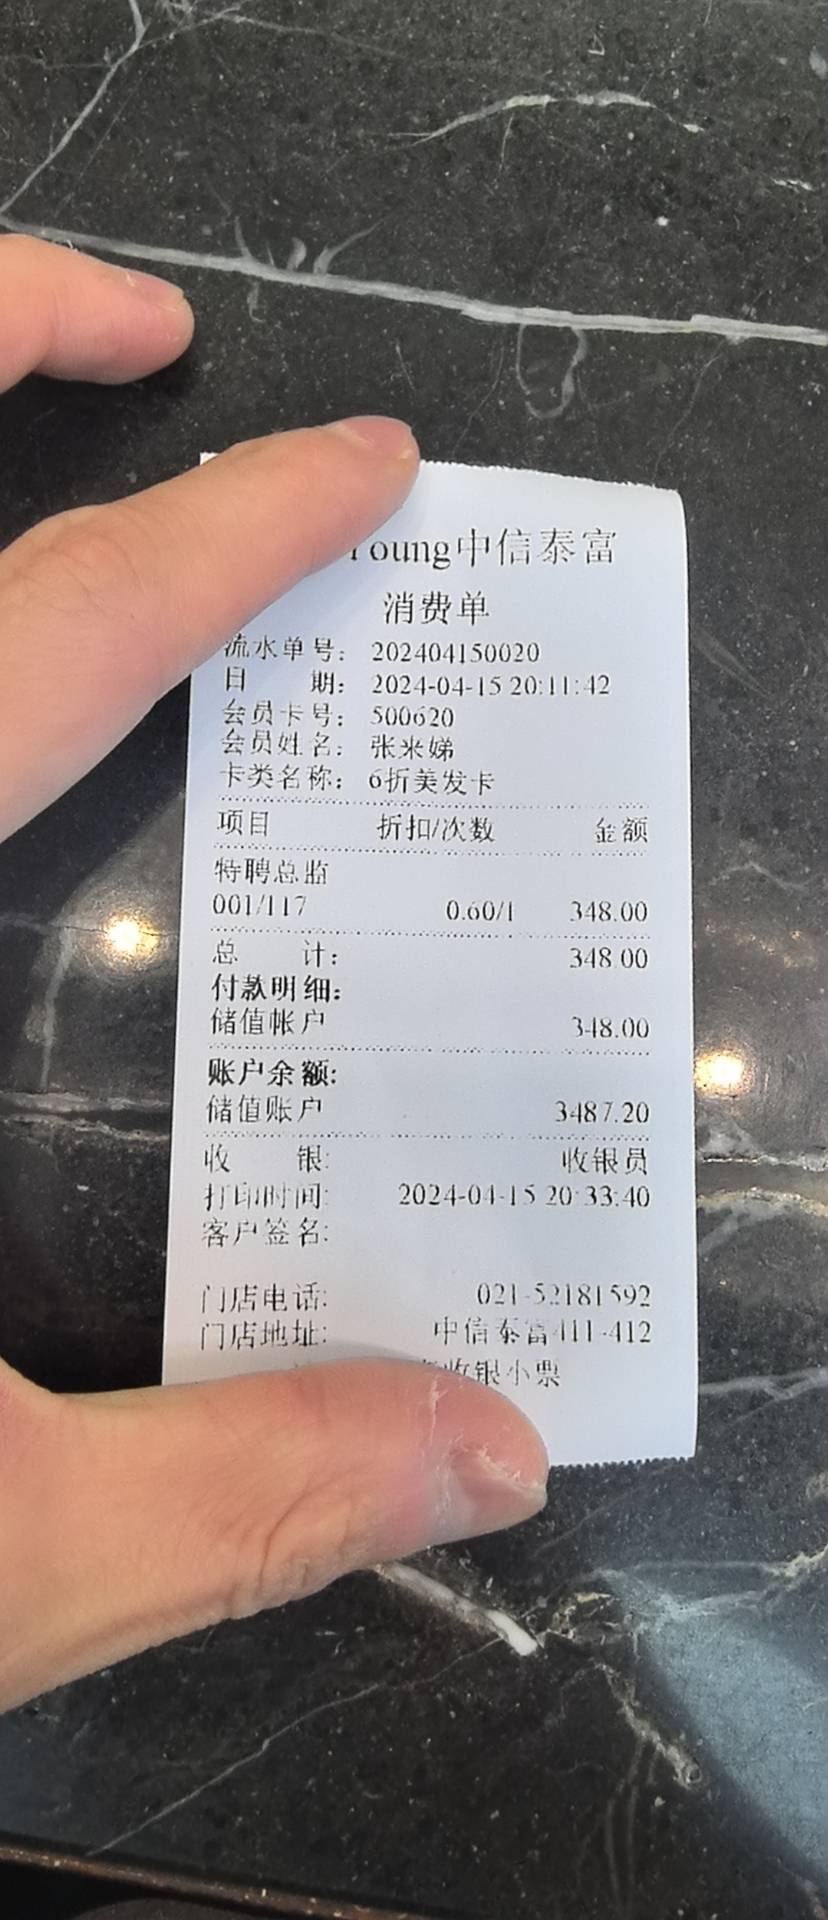 Young中信泰富
消费单
流水单号： 202404150020
日 期： 2024-04-15 20:11:42
会员卡号： 500620
会员姓名： 张来娣
卡类名称： 6折美发卡
项目 折扣/次数 金额
特聘总监
001/117 0.60/1 348.00
总 计： 348.00
付款明细：
储值帐户 348.00
账户余额:
储值账户 3487.20
收 银: 收银员
打印时间: 2024-04-15 20:33:40
客户签名:
门店电话: 021-52181592
门店地址: 中信泰富411-412
收银小票